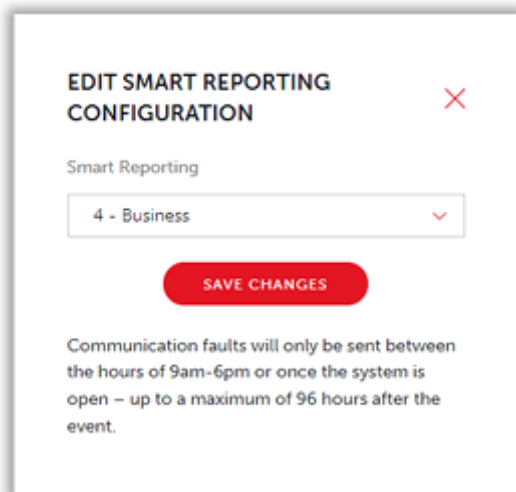 EDIT SMART REPORTING
CONFIGURATION
Smart Reporting
4 - Business
SAVE CHANGES
Communication faults will only be sent between
the hours of 9am-6pm or once the system is
open – up to a maximum of 96 hours after the
event.